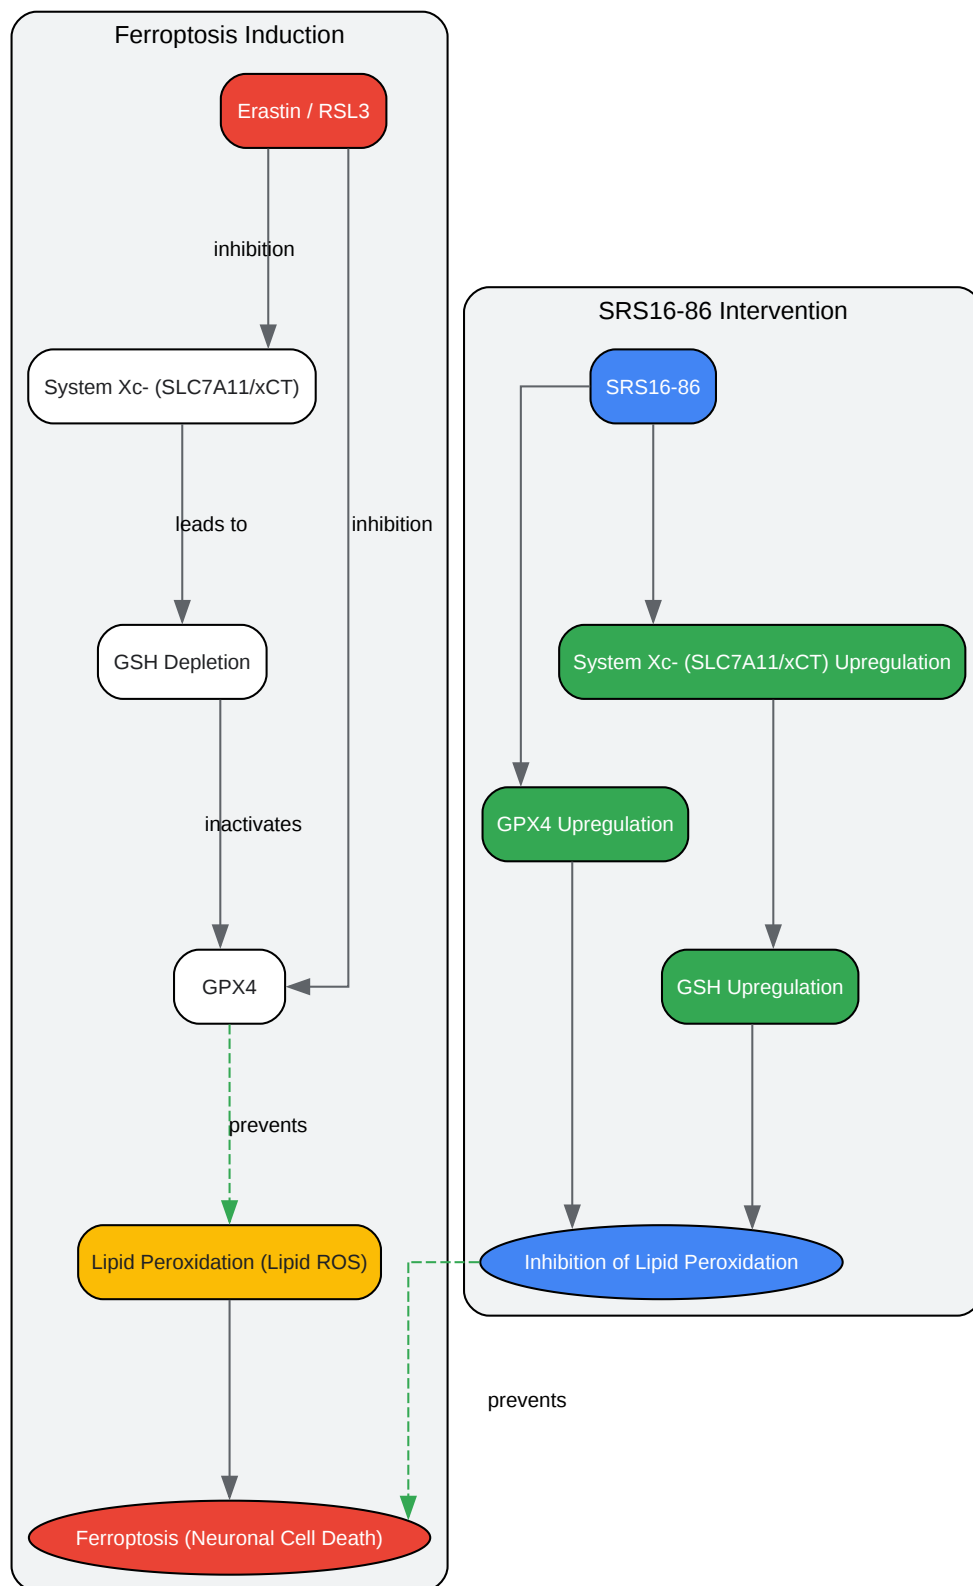 Ferroptosis Induction
Erastin / RSL3
inhibition
System Xc- (SLC7A11/xCT)
leads to
inhibition
GSH Depletion
inactivates
GPX4
prevents
Lipid Peroxidation (Lipid ROS)
Ferroptosis (Neuronal Cell Death)
SRS16-86 Intervention
SRS16-86
System Xc- (SLC7A11/xCT) Upregulation
GPX4 Upregulation
GSH Upregulation
Inhibition of Lipid Peroxidation
prevents